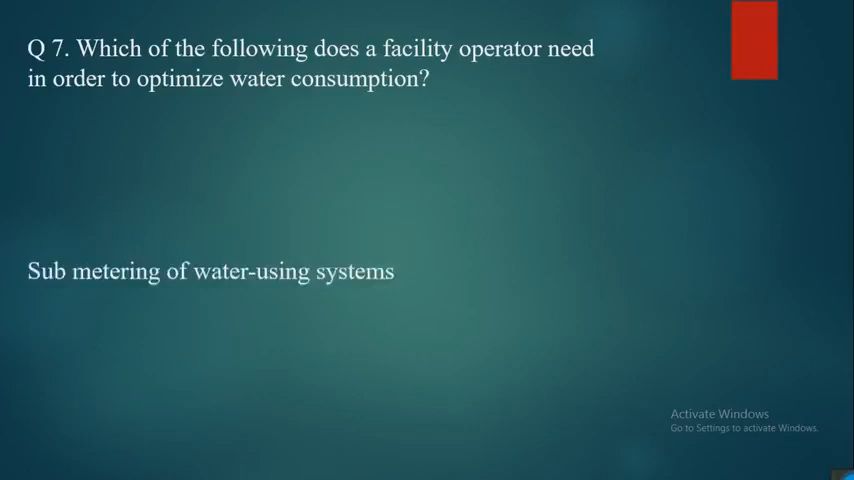 Q 7. Which of the following does a facility operator need
in order to optimize water consumption?
Sub metering of water-using systems
Activate Windows
Go to Settings to activate Windows.